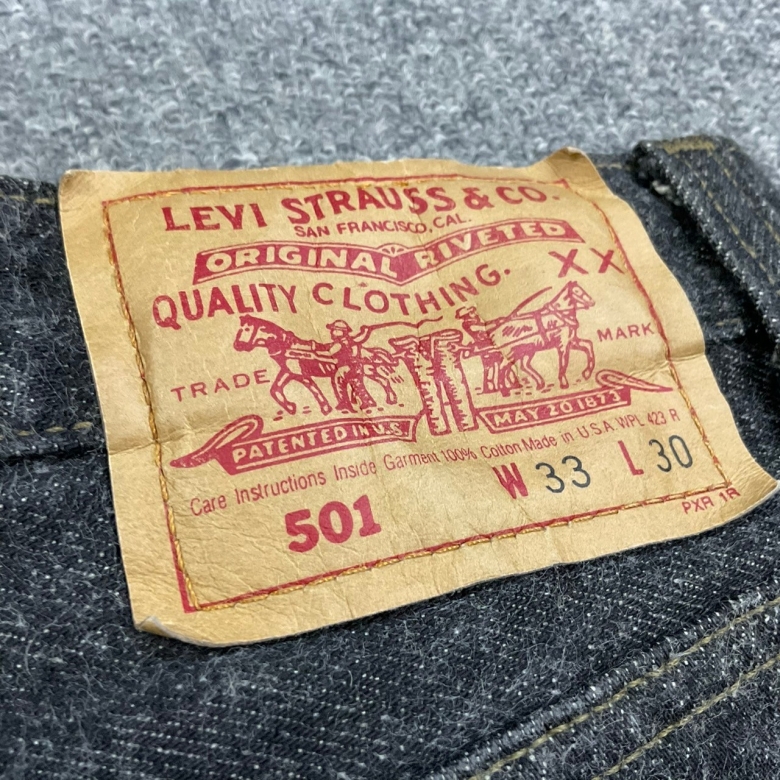 LEVI STRAUSS & CO.
SAN FRANCISCO, CAL.
ORIGINAL RIVETED
QUALITY CLOTHING. XX
TRADE MARK
PATENTED IN U.S. MAY 20 1873
Care Instructions Inside Garment 100% Cotton Made in U.S.A. WPL 423 R
501 W 33 L 30
PXR 1R